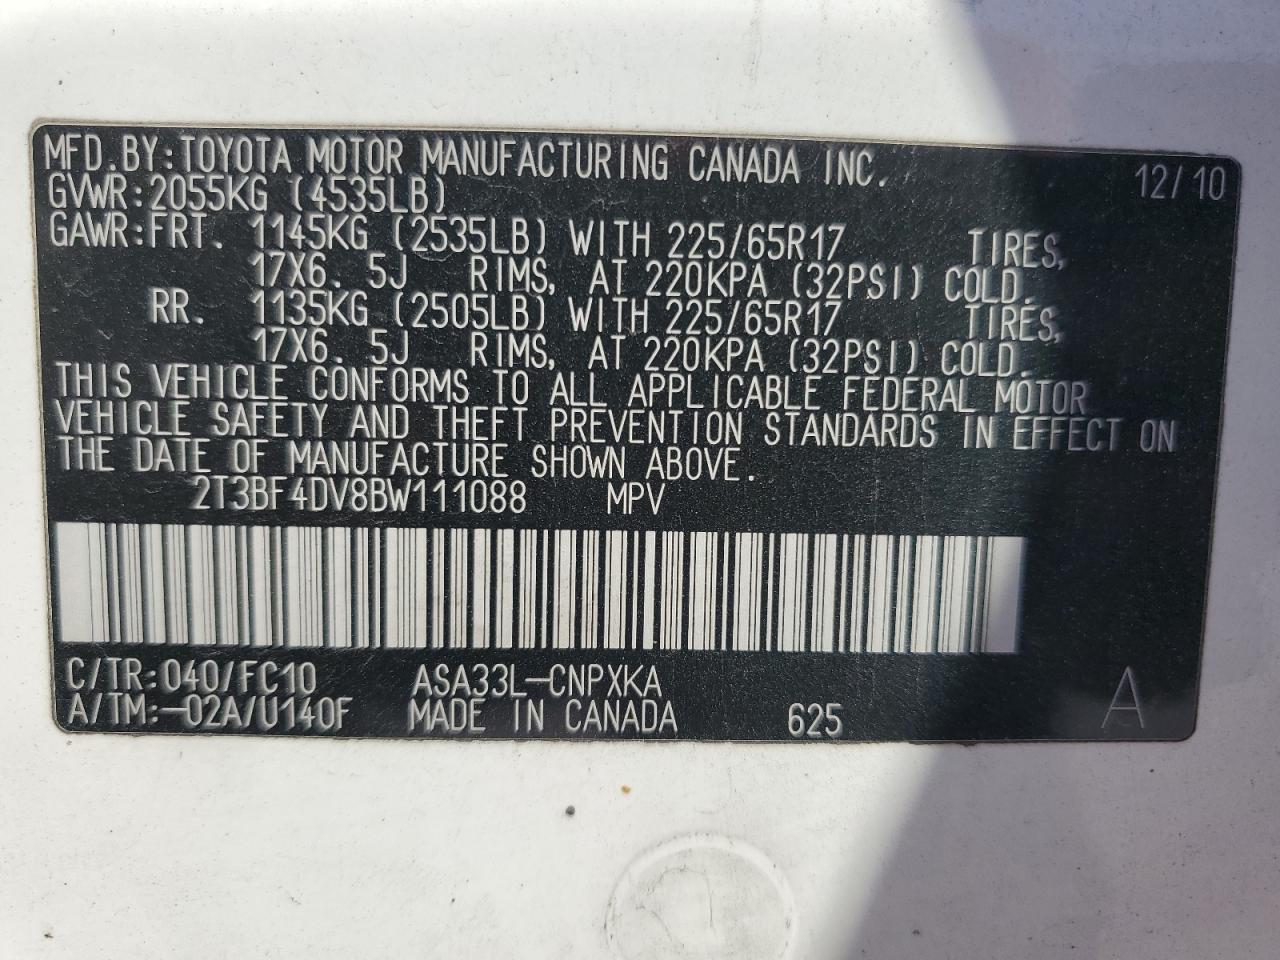 MFD.BY:TOYOTA MOTOR MANUFACTURING CANADA INC. 12/10
GVWR:2055KG (4535LB)
GAWR:FRT. 1145KG (2535LB) WITH 225/65R17 TIRES,
17X6.5J RIMS, AT 220KPA (32PSI) COLD.
RR. 1135KG (2505LB) WITH 225/65R17 TIRES,
17X6.5J RIMS, AT 220KPA (32PSI) COLD.
THIS VEHICLE CONFORMS TO ALL APPLICABLE FEDERAL MOTOR
VEHICLE SAFETY AND THEFT PREVENTION STANDARDS IN EFFECT ON
THE DATE OF MANUFACTURE SHOWN ABOVE.
2T3BF4DV8BW111088 MPV
C/TR:040/FC10 ASA33L-CNPXKA
A/TM:-02A/U140F MADE IN CANADA 625 A